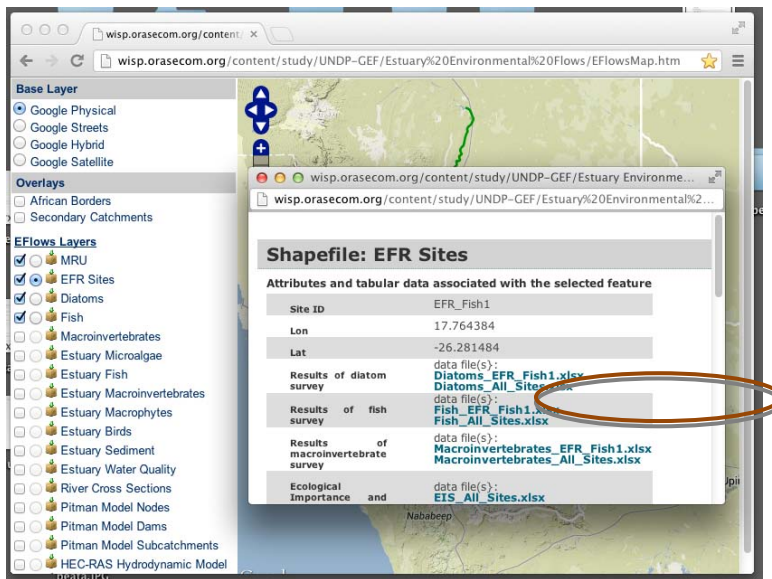 wisp.orasecom.org/content/
wisp.orasecom.org/content/study/UNDP-GEF/Estuary%20Environmental%20Flows/EFlowsMap.htm
Base Layer
Google Physical
Google Streets
Google Hybrid
Google Satellite
Overlays
African Borders
Secondary Catchments
EFlows Layers
MRU
EFR Sites
Diatoms
Fish
Macroinvertebrates
Estuary Microalgae
Estuary Fish
Estuary Macroinvertebrates
Estuary Macrophytes
Estuary Birds
Estuary Sediment
Estuary Water Quality
River Cross Sections
Pitman Model Nodes
Pitman Model Dams
Pitman Model Subcatchments
HEC-RAS Hydrodynamic Model
wisp.orasecom.org/content/study/UNDP-GEF/Estuary Environme...
wisp.orasecom.org/content/study/UNDP-GEF/Estuary%20Environmental%2...
Shapefile: EFR Sites
Attributes and tabular data associated with the selected feature
Site ID EFR_Fish1
Lon 17.764384
Lat -26.281484
Results of diatom survey data file(s}:
Diatoms_EFR_Fish1.xlsx
Diatoms_All_Sites.xlsx
Results of fish survey data file(s}:
Fish_EFR_Fish1.xlsx
Fish_All_Sites.xlsx
Results of macroinvertebrate survey data file(s}:
Macroinvertebrates_EFR_Fish1.xlsx
Macroinvertebrates_All_Sites.xlsx
Ecological Importance and data file(s}:
EIS_All_Sites.xlsx
Nababeep